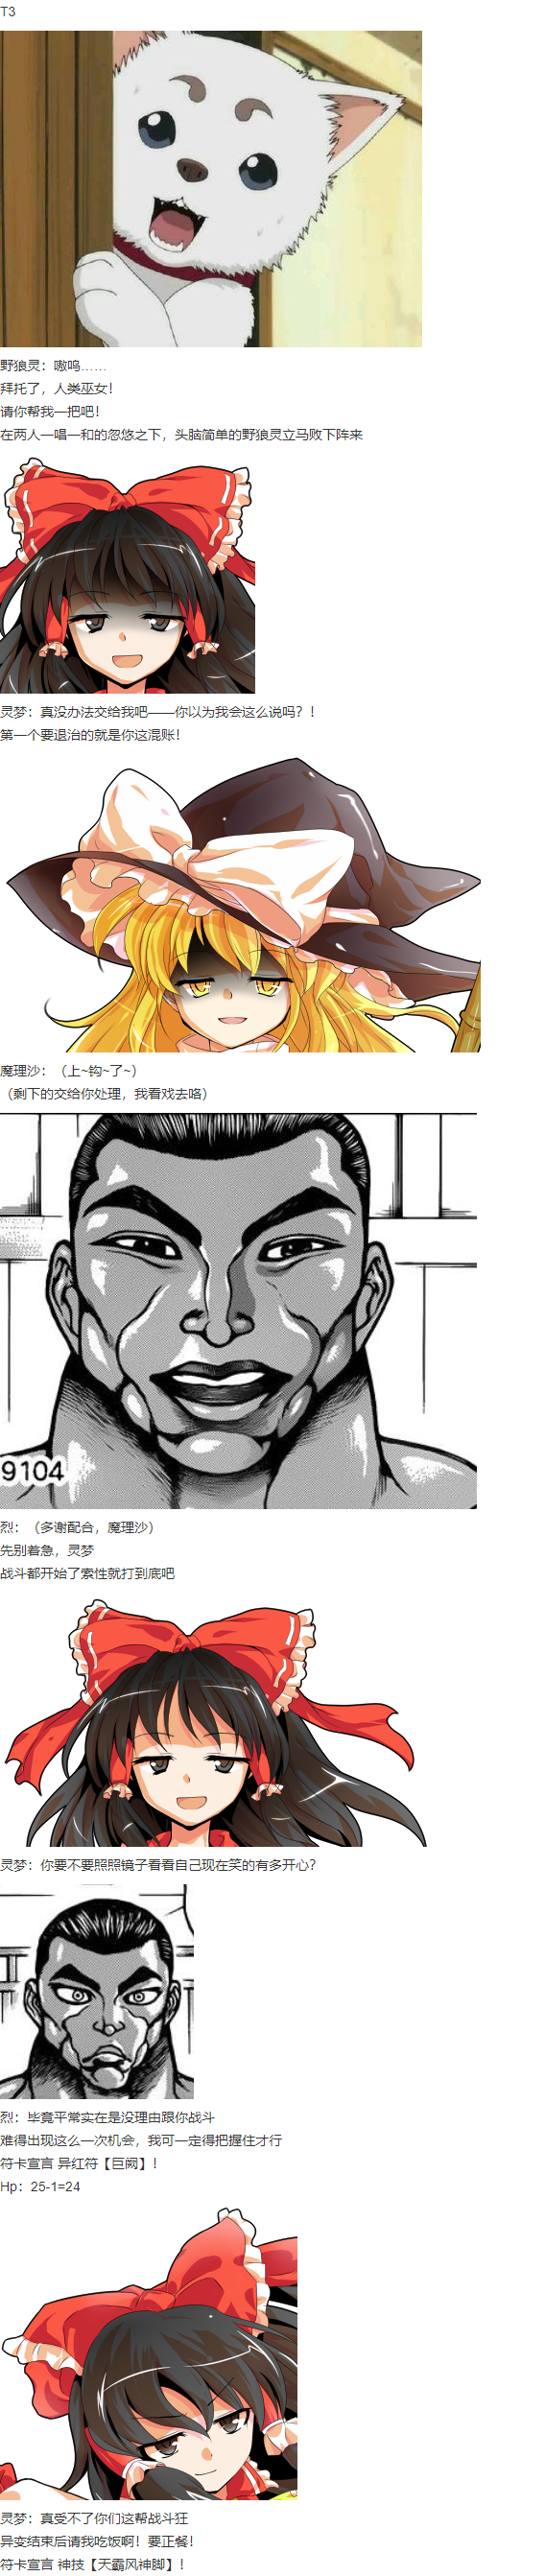 T3
野狼灵：嗷呜……
拜托了，人类巫女！
请你帮我一把吧！
在两人一唱一和的忽悠之下，头脑简单的野狼灵立马败下阵来
灵梦：真没办法交给我吧——你以为我会这么说吗？！
第一个要退治的就是你这混账！
魔理沙：（上~钩~了~）
（剩下的交给你处理，我看戏去咯）
9104
烈：（多谢配合，魔理沙）
先别着急，灵梦
战斗都开始了索性就打到底吧
灵梦：你要不要照照镜子看看自己现在笑的有多开心？
烈：毕竟平常实在是没理由跟你战斗
难得出现这么一次机会，我可一定得把握住才行
符卡宣言 异红符【巨阙】！
Hp：25-1=24
灵梦：真受不了你们这帮战斗狂
异变结束后请我吃饭啊！要正餐！
符卡宣言 神技【天霸风神脚】！